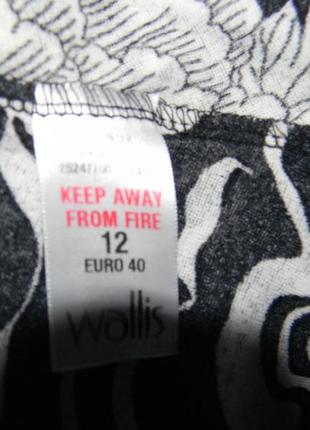 KEEP AWAY
FROM FIRE
12
EURO 40
wallis